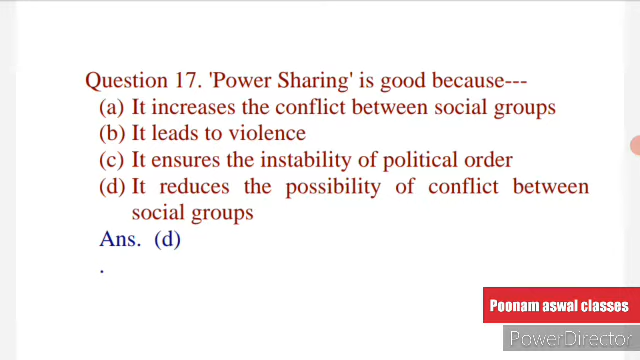 Question 17. 'Power Sharing' is good because---
(a) It increases the conflict between social groups
(b) It leads to violence
(c) It ensures the instability of political order
(d) It reduces the possibility of conflict between
social groups
Ans. (d)
.
Poonam aswal classes
PowerDirector